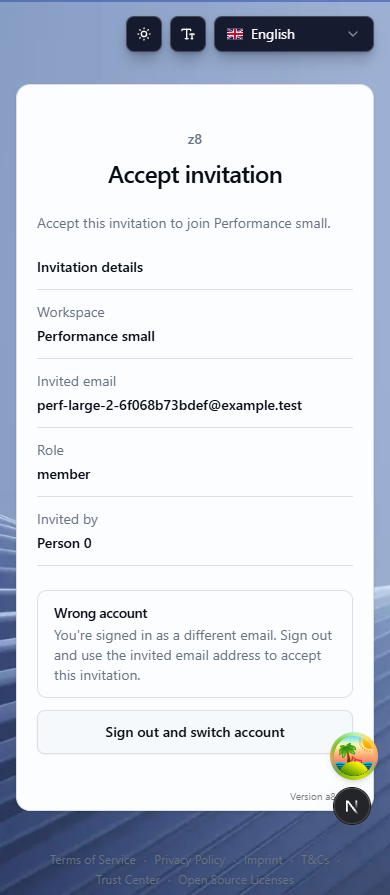 English
z8
Accept invitation
Accept this invitation to join Performance small.
Invitation details
Workspace
Performance small
Invited email
perf-large-2-6f068b73bdef@example.test
Role
member
Invited by
Person 0
Wrong account
You're signed in as a different email. Sign out
and use the invited email address to accept
this invitation.
Sign out and switch account
Version
N
Terms of Service · Privacy Policy · Imprint · T&Cs ·
Trust Center · Open Source Licenses